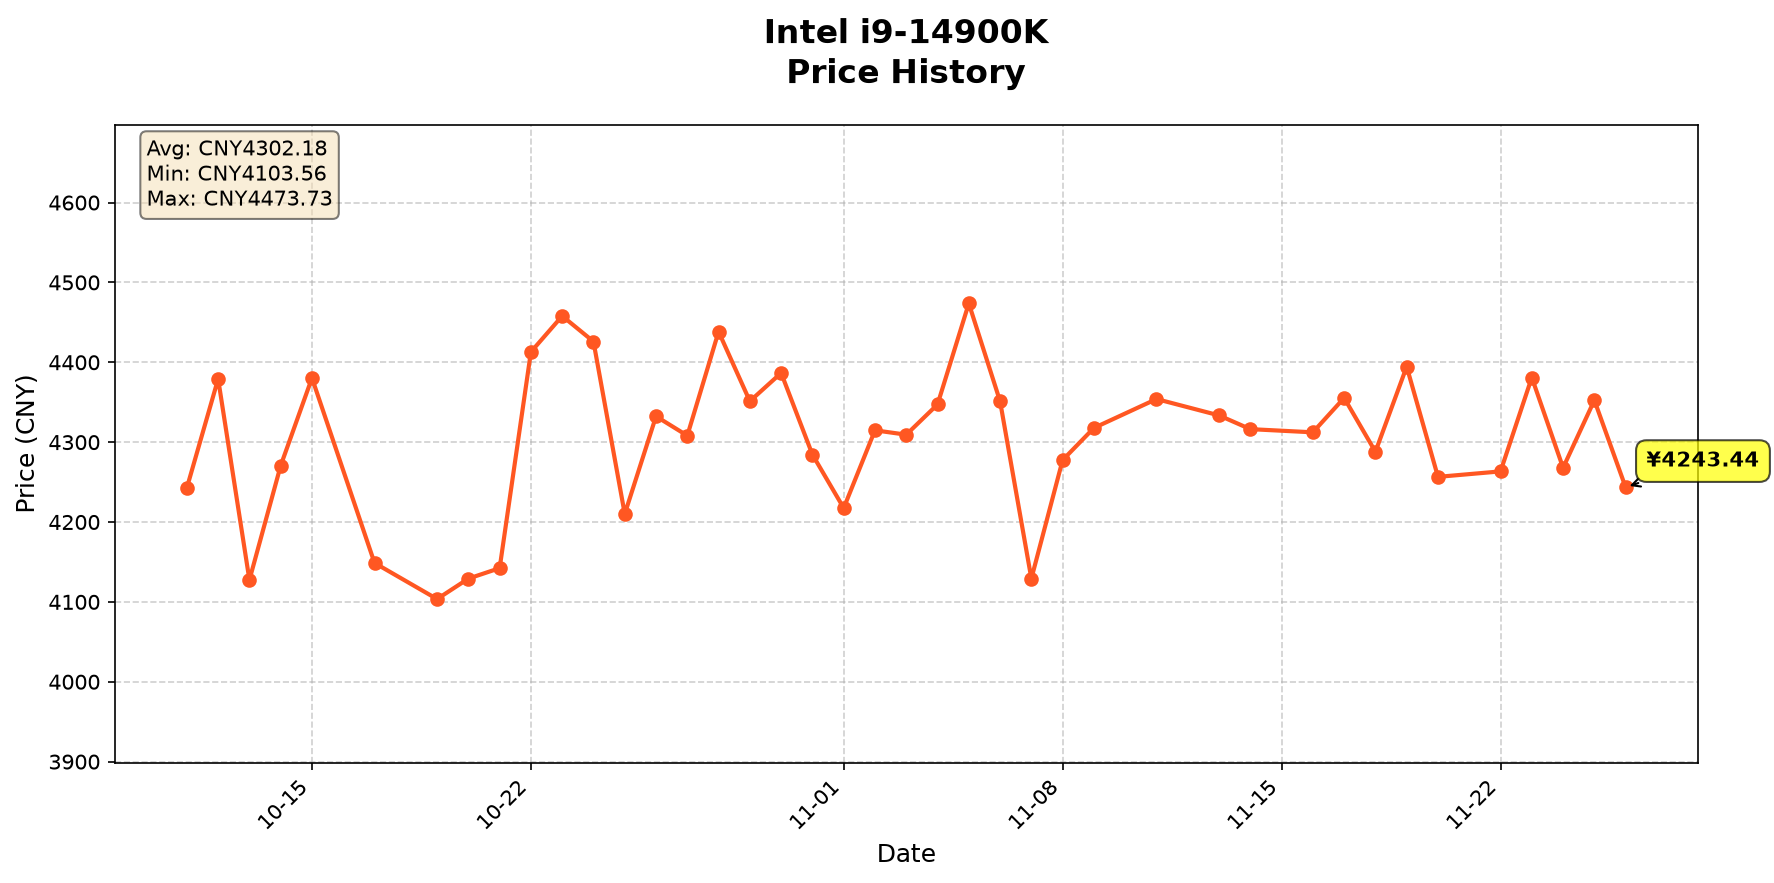 Intel i9-14900K
Price History
Avg: CNY4302.18
Min: CNY4103.56
Max: CNY4473.73
4600
4500
4400
4300
4200
4100
4000
3900
Price (CNY)
¥4243.44
10-15
10-22
11-01
11-08
11-15
11-22
Date